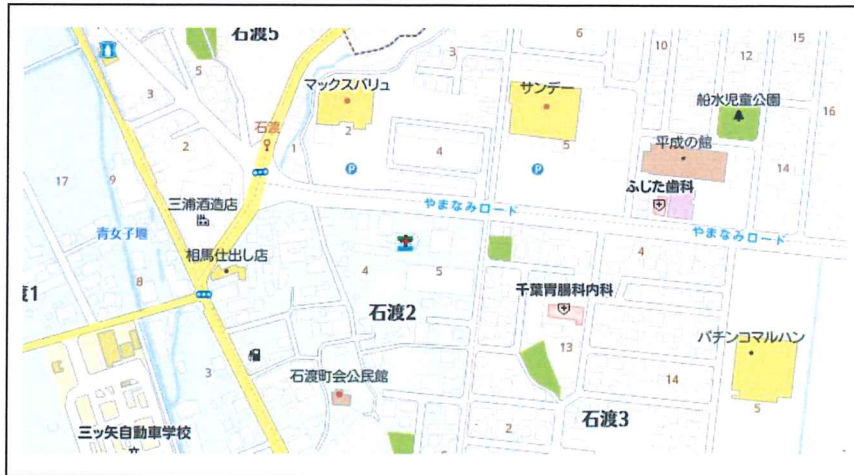 石渡5
3
6
10
12
15
16
5
3
マックスバリュ
サンデー
船水児童公園
石渡
2
2
1
4
5
平成の館
14
17
9
P
P
ふじた歯科
三浦酒造店
やまなみロード
やまなみロード
青女子堰
相馬仕出し店
4
5
4
8
渡1
千葉胃腸科内科
石渡2
パチンコマルハン
3
13
石渡町会公民館
14
石渡3
5
2
三ッ矢自動車学校